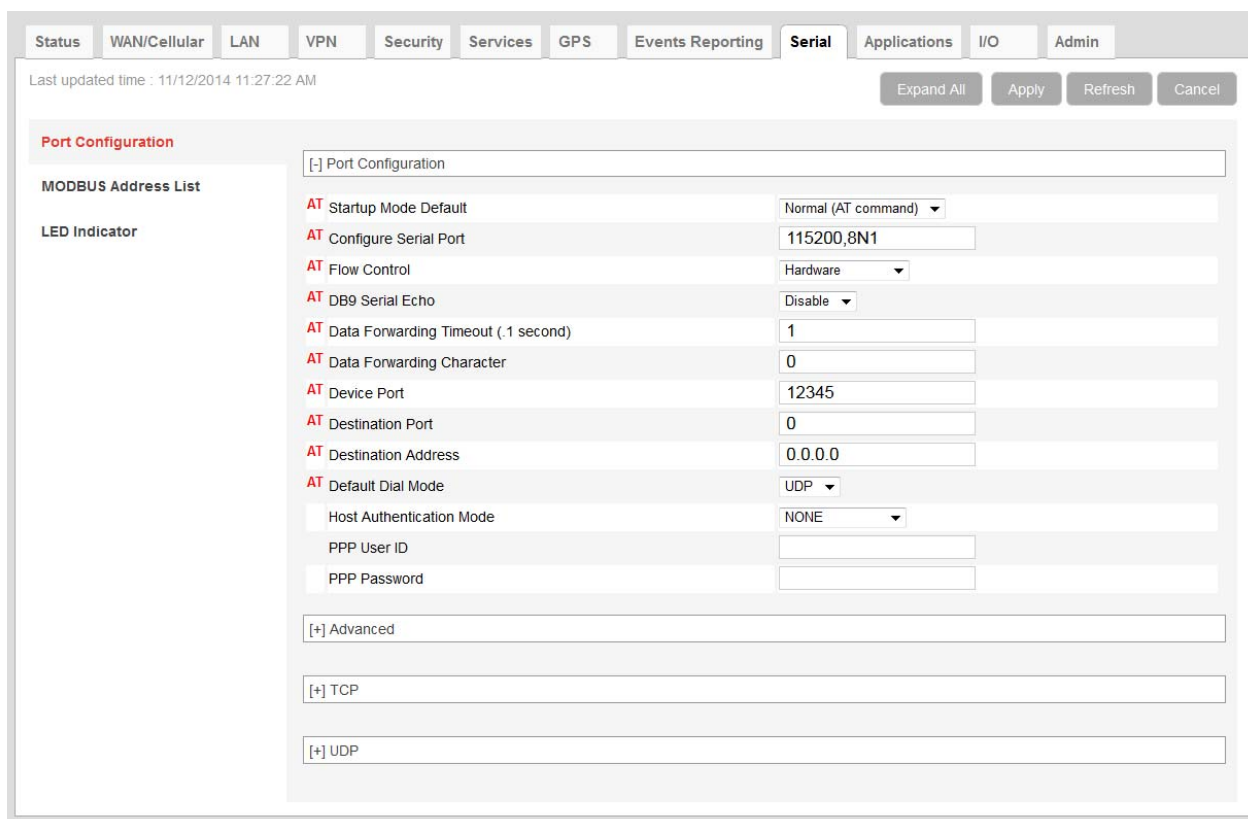 Status WAN/Cellular LAN VPN Security Services GPS Events Reporting Serial Applications I/O Admin
Last updated time : 11/12/2014 11:27:22 AM
Expand All Apply Refresh Cancel
Port Configuration
MODBUS Address List
LED Indicator
[-] Port Configuration
AT Startup Mode Default Normal (AT command)
AT Configure Serial Port 115200,8N1
AT Flow Control Hardware
AT DB9 Serial Echo Disable
AT Data Forwarding Timeout (.1 second) 1
AT Data Forwarding Character 0
AT Device Port 12345
AT Destination Port 0
AT Destination Address 0.0.0.0
AT Default Dial Mode UDP
Host Authentication Mode NONE
PPP User ID
PPP Password
[+] Advanced
[+] TCP
[+] UDP